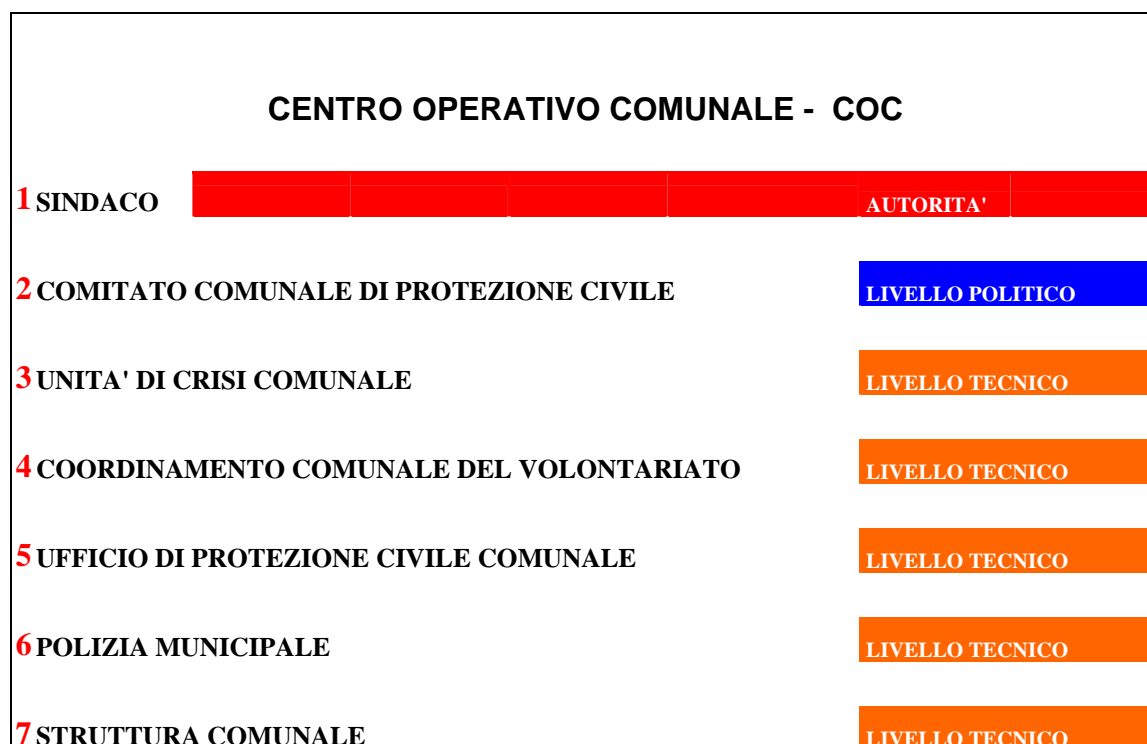 CENTRO OPERATIVO COMUNALE - COC
1 SINDACO AUTORITA'
2 COMITATO COMUNALE DI PROTEZIONE CIVILE LIVELLO POLITICO
3 UNITA' DI CRISI COMUNALE LIVELLO TECNICO
4 COORDINAMENTO COMUNALE DEL VOLONTARIATO LIVELLO TECNICO
5 UFFICIO DI PROTEZIONE CIVILE COMUNALE LIVELLO TECNICO
6 POLIZIA MUNICIPALE LIVELLO TECNICO
7 STRUTTURA COMUNALE LIVELLO TECNICO